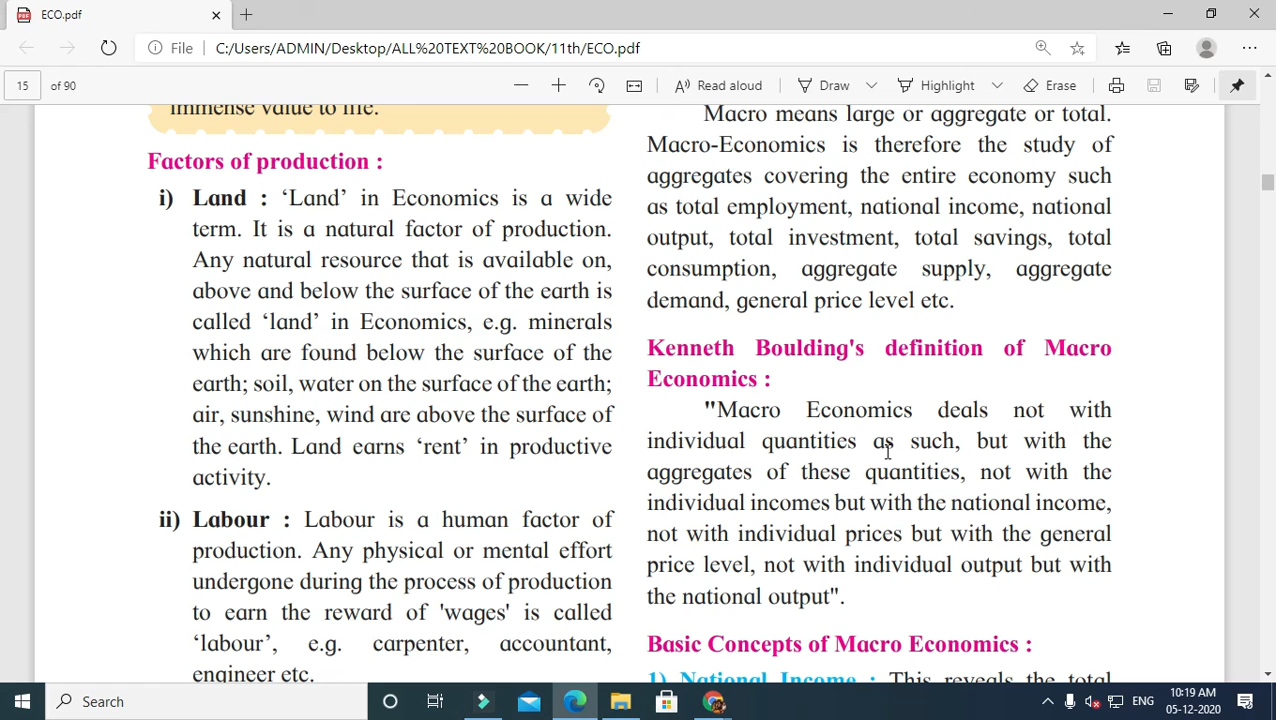 ECO.pdf
File
C:/Users/ADMIN/Desktop/ALL%20TEXT%20BOOK/11th/ECO.pdf
15 of 90
Read aloud
Draw
Highlight
Erase
immense value to life.
Factors of production :
i) Land : ‘Land’ in Economics is a wide
term. It is a natural factor of production.
Any natural resource that is available on,
above and below the surface of the earth is
called ‘land’ in Economics, e.g. minerals
which are found below the surface of the
earth; soil, water on the surface of the earth;
air, sunshine, wind are above the surface of
the earth. Land earns ‘rent’ in productive
activity.
ii) Labour : Labour is a human factor of
production. Any physical or mental effort
undergone during the process of production
to earn the reward of 'wages' is called
‘labour’, e.g. carpenter, accountant,
engineer etc.
Macro means large or aggregate or total.
Macro-Economics is therefore the study of
aggregates covering the entire economy such
as total employment, national income, national
output, total investment, total savings, total
consumption, aggregate supply, aggregate
demand, general price level etc.
Kenneth Boulding's definition of Macro
Economics :
"Macro Economics deals not with
individual quantities as such, but with the
aggregates of these quantities, not with the
individual incomes but with the national income,
not with individual prices but with the general
price level, not with individual output but with
the national output".
Basic Concepts of Macro Economics :
1) National Income : This reveals the total
Search
ENG
10:19 AM
05-12-2020